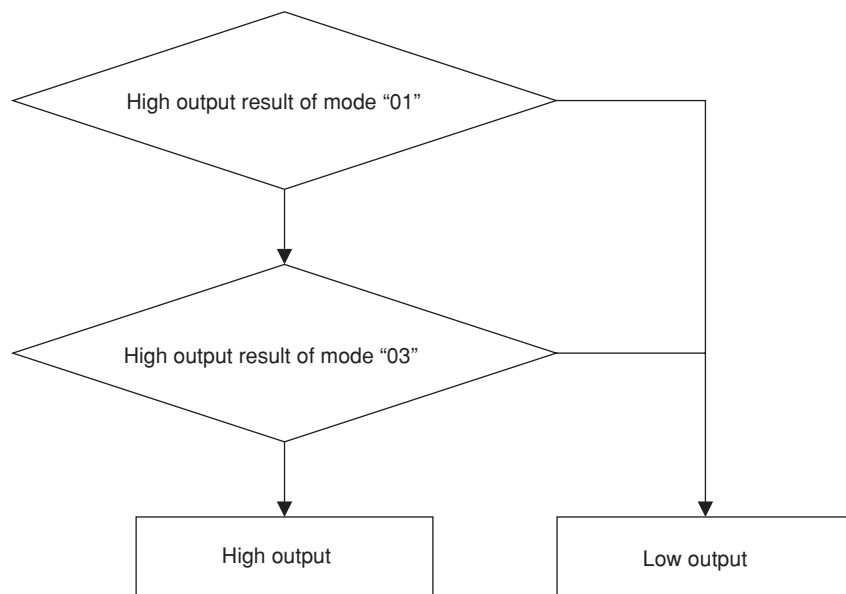 High output result of mode “01”
High output result of mode “03”
High output
Low output